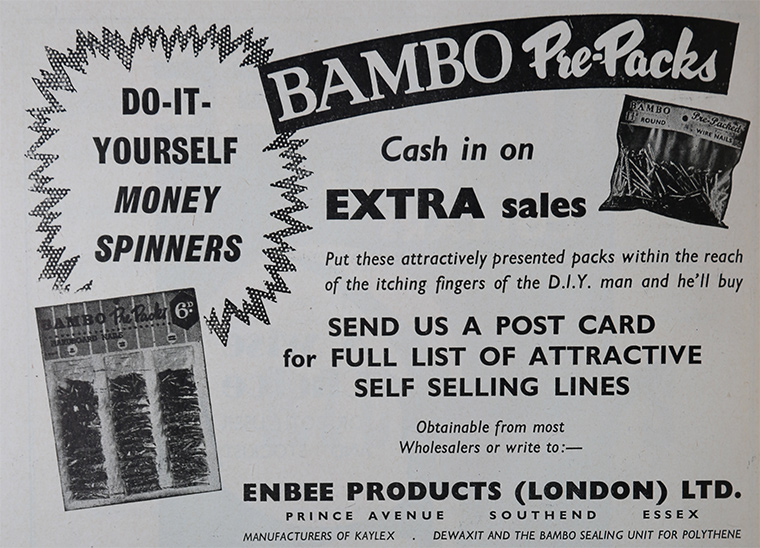 DO-IT-
YOURSELF
MONEY
SPINNERS
BAMBO Pre-Packs
Cash in on
EXTRA sales
BAMBO Pre-Packed
ROUND WIRE NAILS
Put these attractively presented packs within the reach
of the itching fingers of the D.I.Y. man and he'll buy
BAMBO Pre-Packs 6D.
HARDBOARD NAILS
SEND US A POST CARD
for FULL LIST OF ATTRACTIVE
SELF SELLING LINES
Obtainable from most
Wholesalers or write to:—
ENBEE PRODUCTS (LONDON) LTD.
PRINCE AVENUE SOUTHEND ESSEX
MANUFACTURERS OF KAYLEX . DEWAXIT AND THE BAMBO SEALING UNIT FOR POLYTHENE